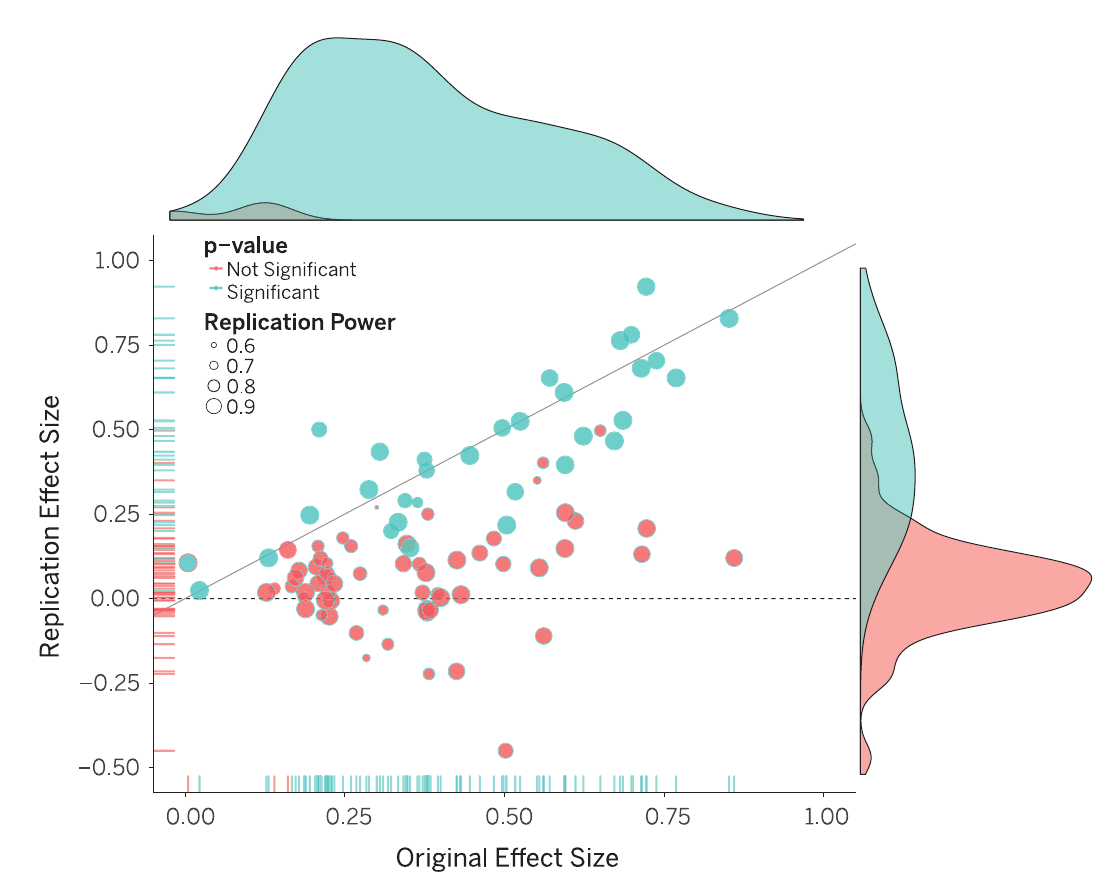 p−value
Not Significant
Significant
Replication Power
0.6
0.7
0.8
0.9
Replication Effect Size
1.00
0.75
0.50
0.25
0.00
−0.25
−0.50
0.00 0.25 0.50 0.75 1.00
Original Effect Size